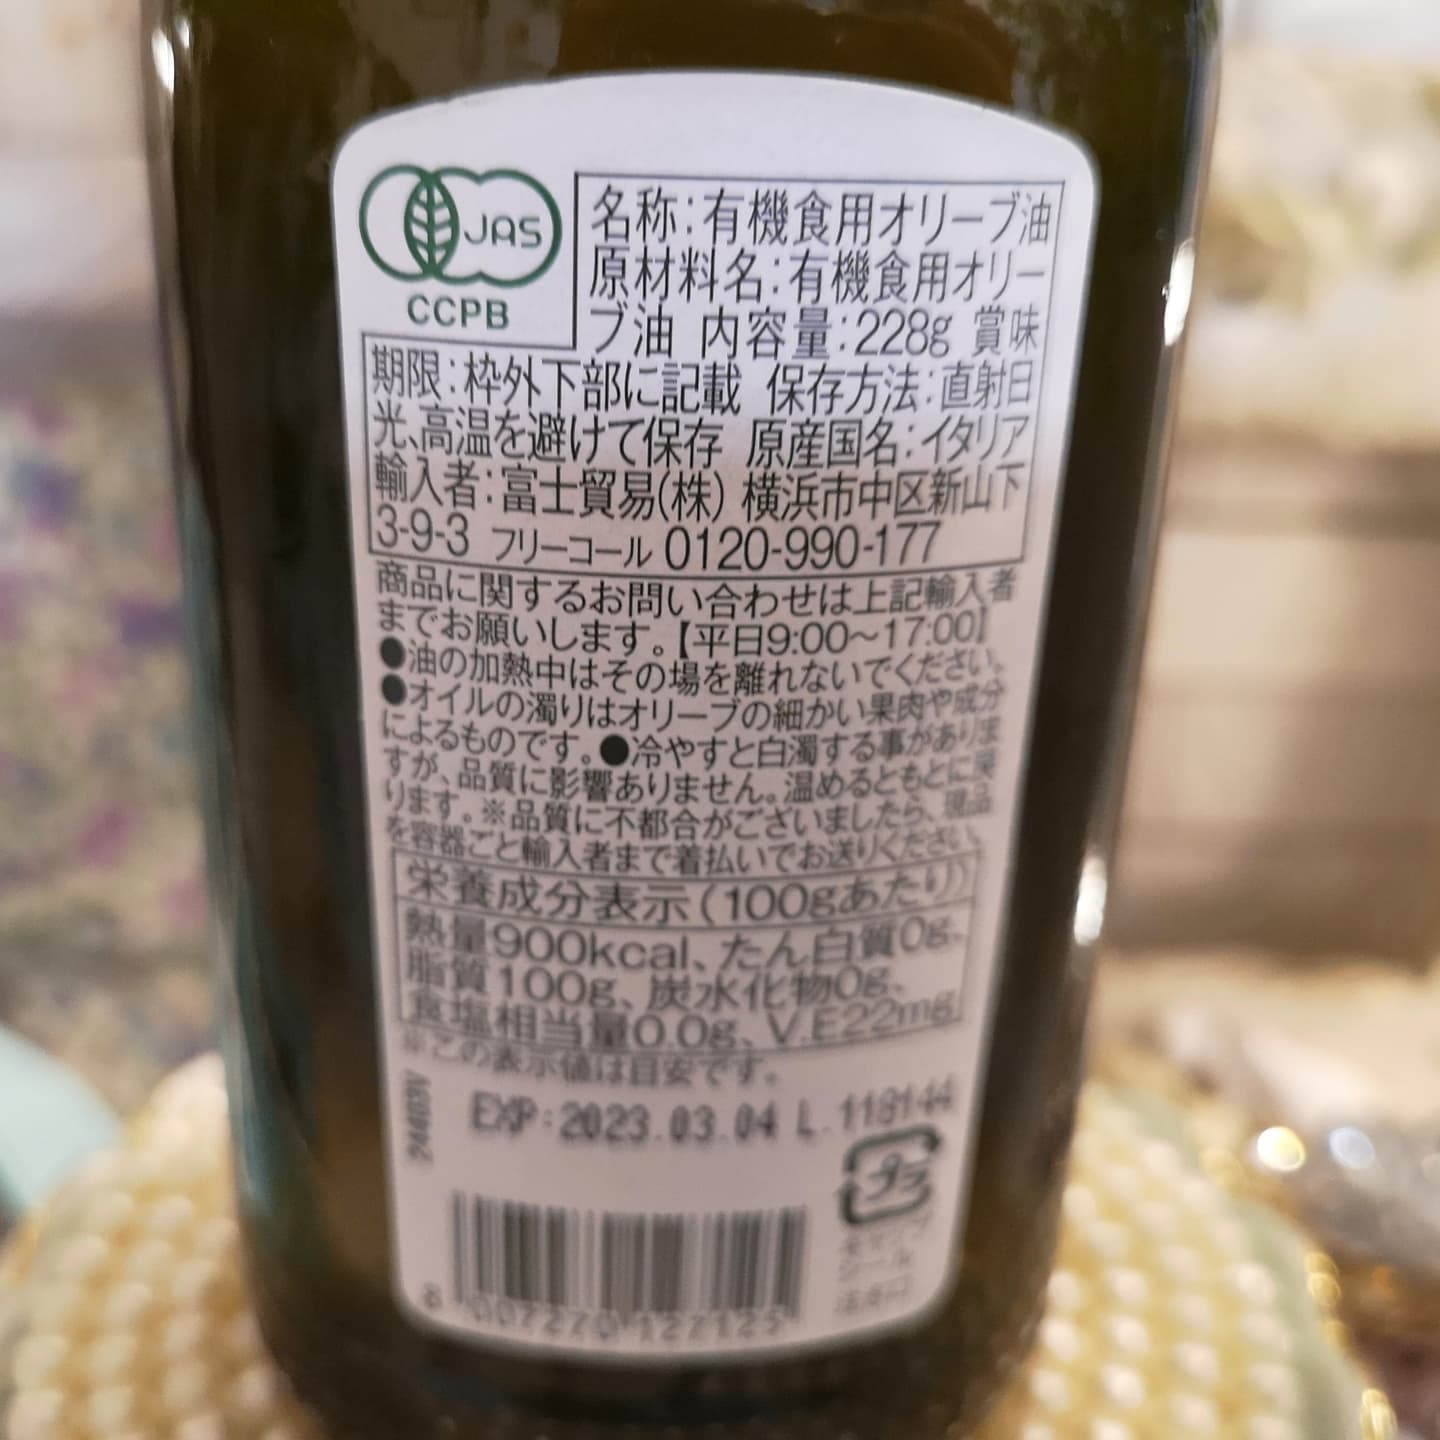 JAS
CCPB
名称:有機食用オリーブ油
原材料名:有機食用オリー
ブ油 内容量:228g 賞味
期限:枠外下部に記載 保存方法:直射日
光、高温を避けて保存 原産国名:イタリア
輸入者:富士貿易(株) 横浜市中区新山下
3-9-3 フリーコール 0120-990-177
商品に関するお問い合わせは上記輸入者
までお願いします。【平日9:00〜17:00】
●油の加熱中はその場を離れないでください。
●オイルの濁りはオリーブの細かい果肉や成分
によるものです。●冷やすと白濁する事がありま
すが、品質に影響ありません。温めるともとに戻
ります。※品質に不都合がございましたら、現品
を容器ごと輸入者まで着払いでお送りください。
栄養成分表示(100gあたり)
熱量900kcal、たん白質0g、
脂質100g、炭水化物0g、
食塩相当量0.0g、V.E22mg
※この表示値は目安です。
EXP:2023.03.04 L.118144
プラ